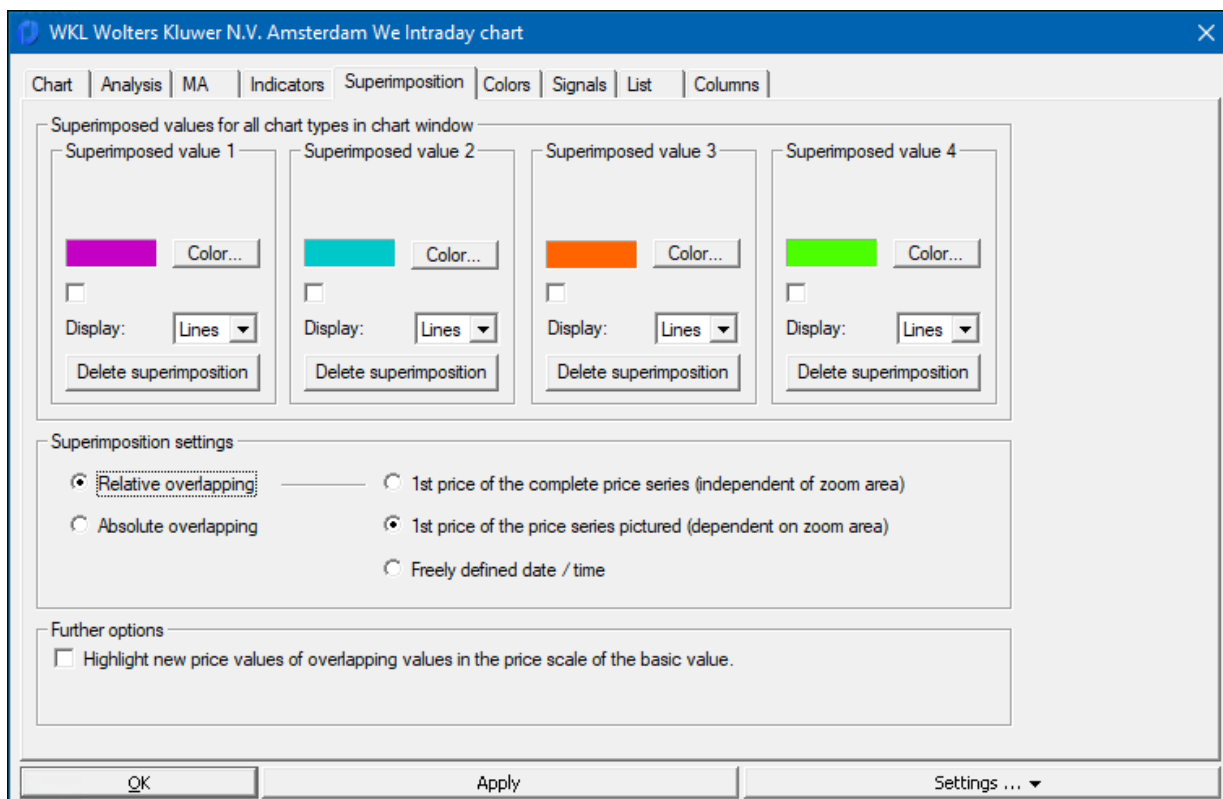 WKL Wolters Kluwer N.V. Amsterdam We Intraday chart
Chart Analysis MA Indicators Superimposition Colors Signals List Columns
Superimposed values for all chart types in chart window
Superimposed value 1 Superimposed value 2 Superimposed value 3 Superimposed value 4
Color... Color... Color... Color...
Display: Lines Display: Lines Display: Lines Display: Lines
Delete superimposition Delete superimposition Delete superimposition Delete superimposition
Superimposition settings
Relative overlapping 1st price of the complete price series (independent of zoom area)
Absolute overlapping 1st price of the price series pictured (dependent on zoom area)
Freely defined date / time
Further options
Highlight new price values of overlapping values in the price scale of the basic value.
OK Apply Settings ...